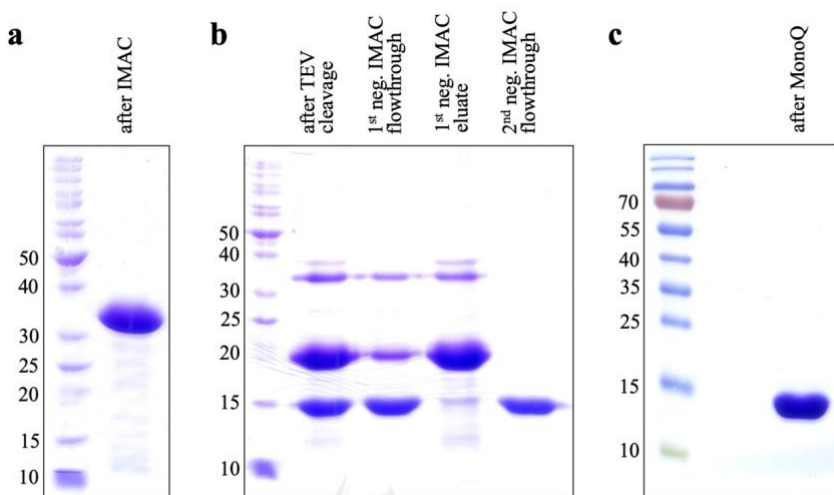 a
after IMAC
50
40
30
25
20
15
10
b
after TEV
cleavage
1st neg. IMAC
flowthrough
1st neg. IMAC
eluate
2nd neg. IMAC
flowthrough
50
40
30
25
20
15
10
c
after MonoQ
70
55
40
35
25
15
10